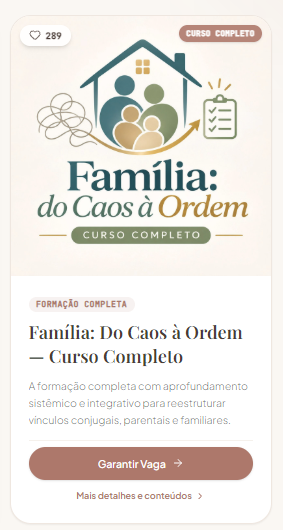 289
CURSO COMPLETO
Família:
do Caos à Ordem
CURSO COMPLETO
FORMAÇÃO COMPLETA
Família: Do Caos à Ordem
— Curso Completo
A formação completa com aprofundamento
sistêmico e integrativo para reestruturar
vínculos conjugais, parentais e familiares.
Garantir Vaga →
Mais detalhes e conteúdos >